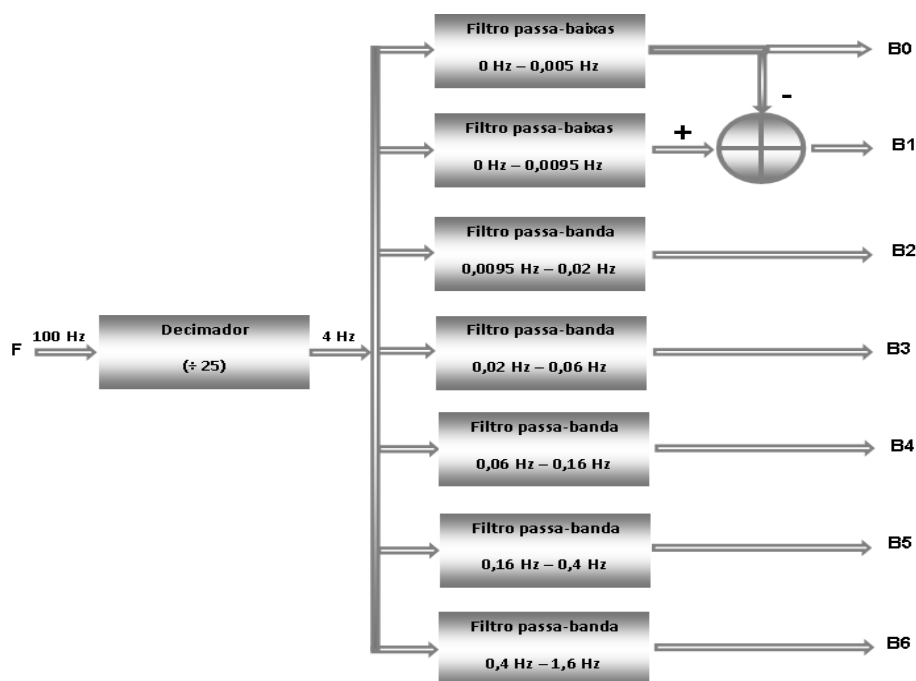 Filtro passa-baixas
0 Hz – 0,005 Hz
B0
-
Filtro passa-baixas
0 Hz – 0,0095 Hz
+
B1
Filtro passa-banda
0,0095 Hz – 0,02 Hz
B2
F
100 Hz
Decimador
(÷ 25)
4 Hz
Filtro passa-banda
0,02 Hz – 0,06 Hz
B3
Filtro passa-banda
0,06 Hz – 0,16 Hz
B4
Filtro passa-banda
0,16 Hz – 0,4 Hz
B5
Filtro passa-banda
0,4 Hz – 1,6 Hz
B6